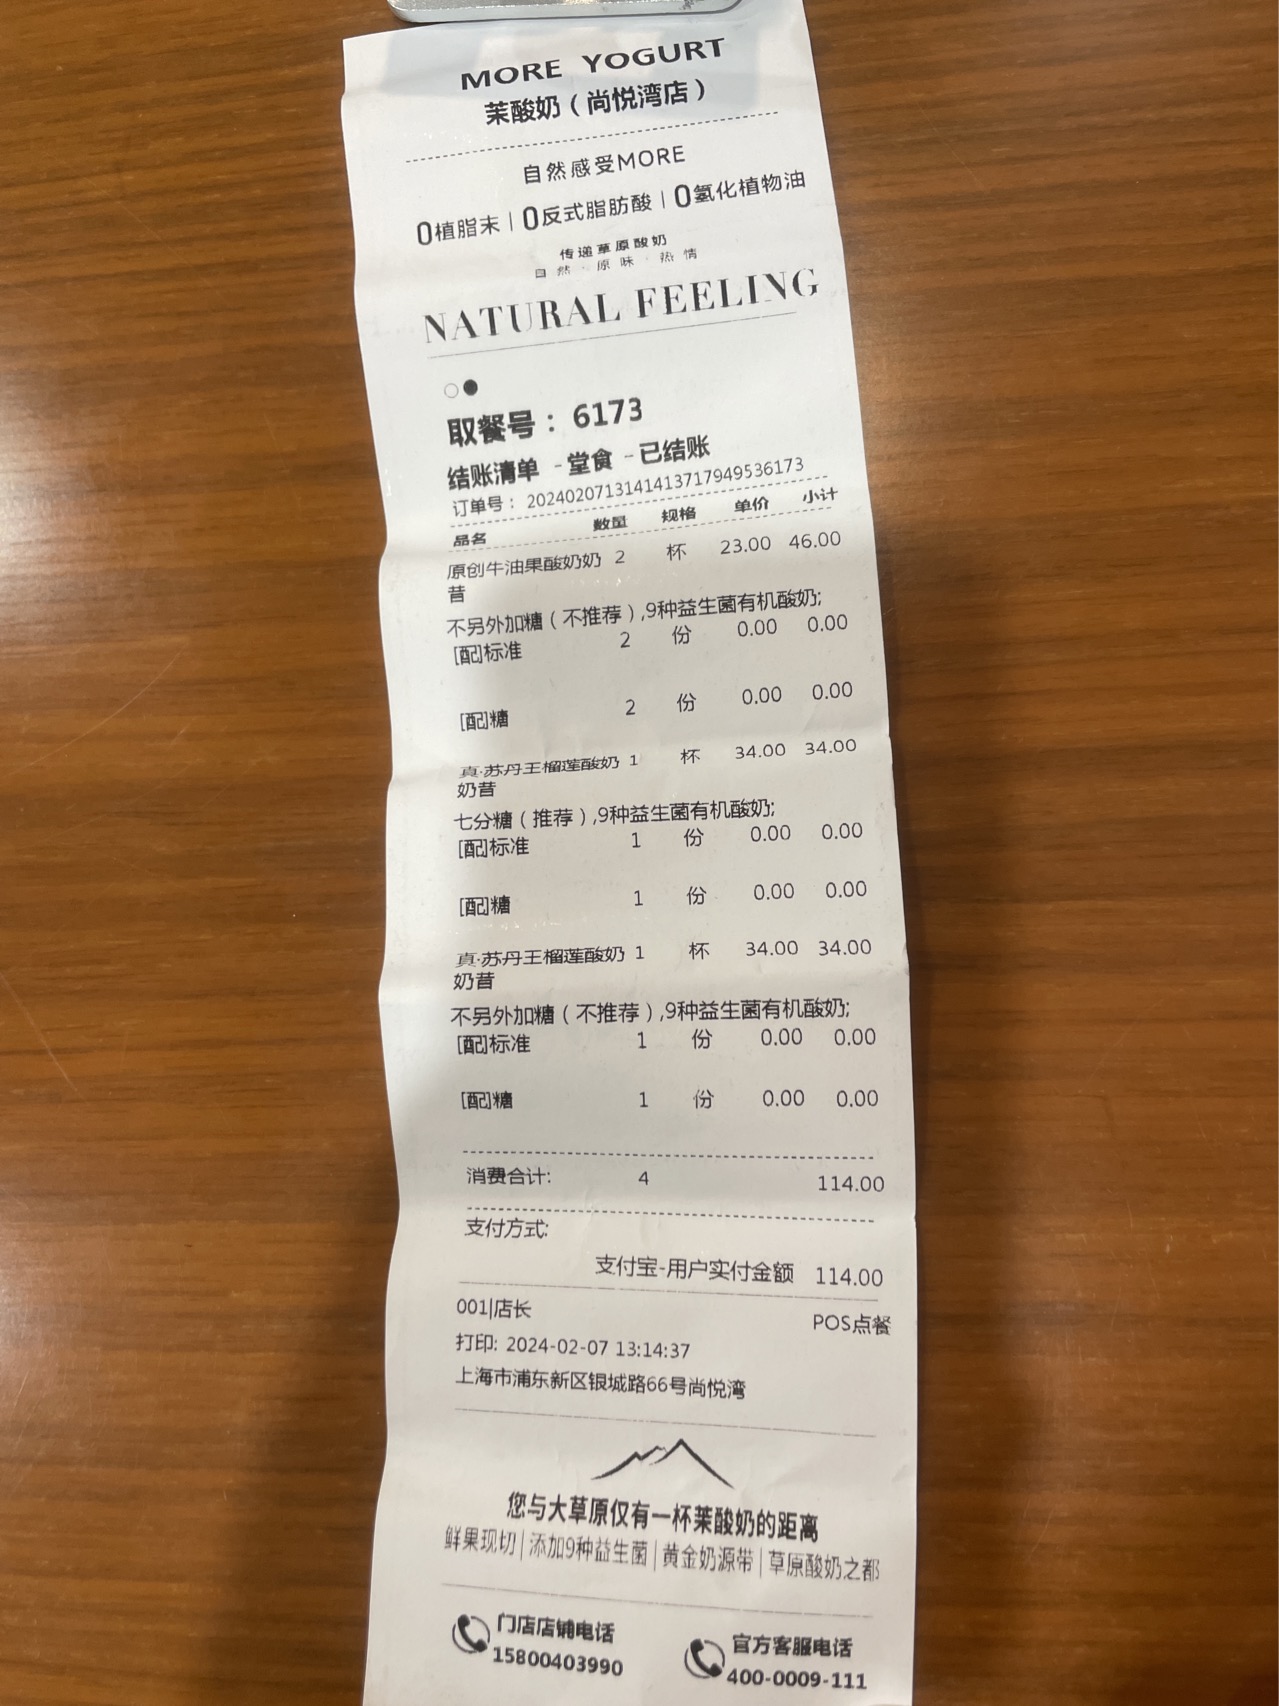 MORE YOGURT
茉酸奶（尚悦湾店）
自然感受MORE
0植脂末｜0反式脂肪酸｜0氢化植物油
传递草原酸奶
自然·原味·热情
NATURAL FEELING
取餐号：6173
结账清单 -堂食 -已结账
订单号：20240207131414137179495361​73
品名 数量 规格 单价 小计
原创牛油果酸奶奶 2 杯 23.00 46.00
昔
不另外加糖（不推荐）,9种益生菌有机酸奶;
[配]标准 2 份 0.00 0.00
[配]糖 2 份 0.00 0.00
真·苏丹王榴莲酸奶 1 杯 34.00 34.00
奶昔
七分糖（推荐）,9种益生菌有机酸奶;
[配]标准 1 份 0.00 0.00
[配]糖 1 份 0.00 0.00
真·苏丹王榴莲酸奶 1 杯 34.00 34.00
奶昔
不另外加糖（不推荐）,9种益生菌有机酸奶;
[配]标准 1 份 0.00 0.00
[配]糖 1 份 0.00 0.00
消费合计: 4 114.00
支付方式:
支付宝-用户实付金额 114.00
001|店长 POS点餐
打印: 2024-02-07 13:14:37
上海市浦东新区银城路66号尚悦湾
您与大草原仅有一杯茉酸奶的距离
鲜果现切｜添加9种益生菌｜黄金奶源带｜草原酸奶之都
门店店铺电话
15800403990
官方客服电话
400-0009-111